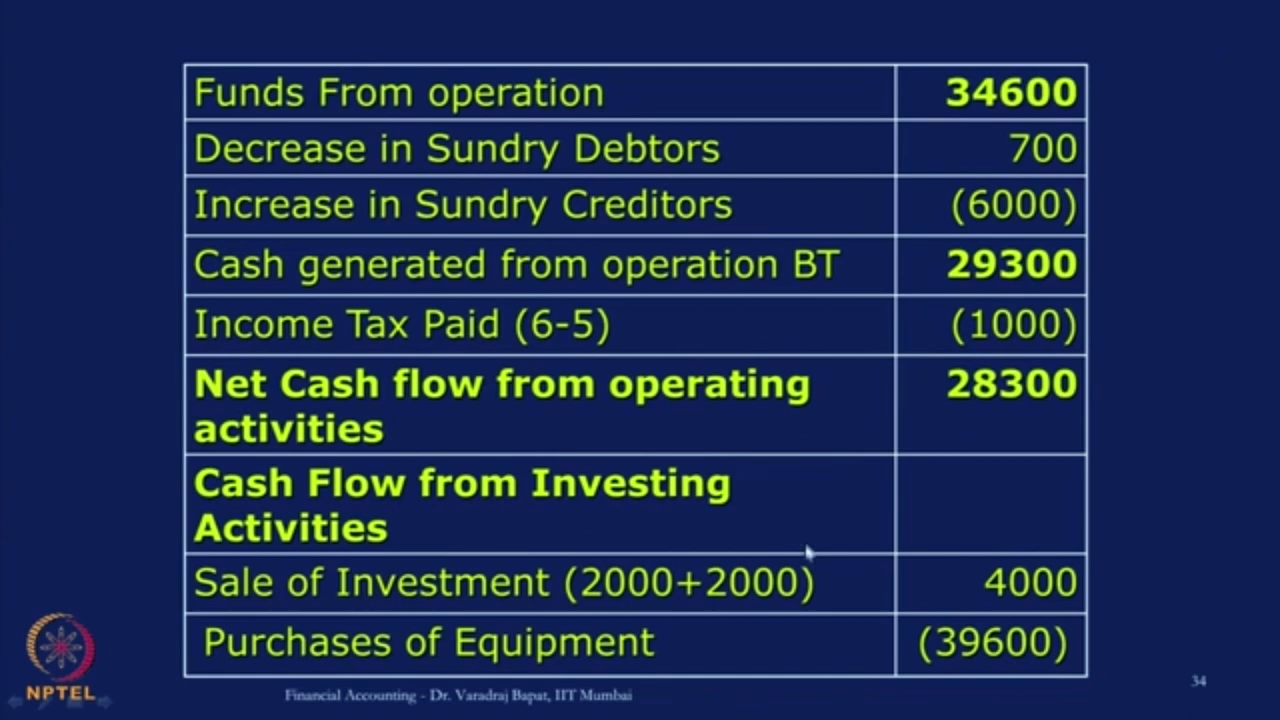 Funds From operation 34600
Decrease in Sundry Debtors 700
Increase in Sundry Creditors (6000)
Cash generated from operation BT 29300
Income Tax Paid (6-5) (1000)
Net Cash flow from operating 28300
activities
Cash Flow from Investing
Activities
Sale of Investment (2000+2000) 4000
Purchases of Equipment (39600)
NPTEL
Financial Accounting - Dr. Varadraj Bapat, IIT Mumbai
34